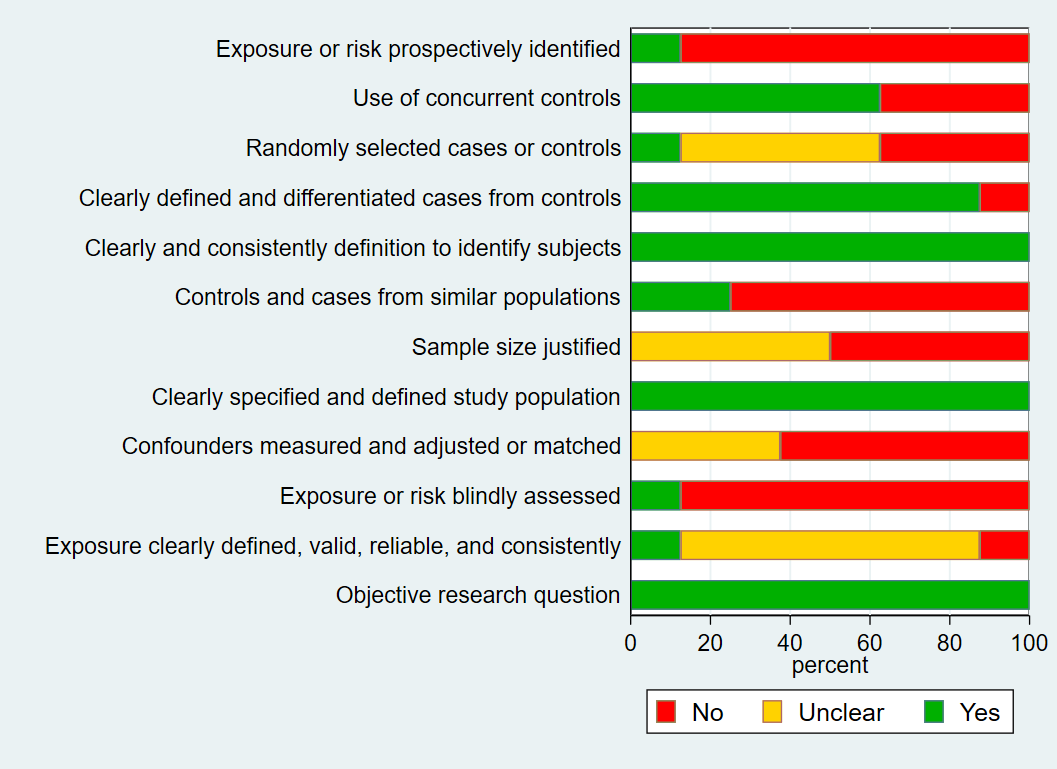 Exposure or risk prospectively identified
Use of concurrent controls
Randomly selected cases or controls
Clearly defined and differentiated cases from controls
Clearly and consistently definition to identify subjects
Controls and cases from similar populations
Sample size justified
Clearly specified and defined study population
Confounders measured and adjusted or matched
Exposure or risk blindly assessed
Exposure clearly defined, valid, reliable, and consistently
Objective research question
0 20 40 60 80 100
percent
No Unclear Yes